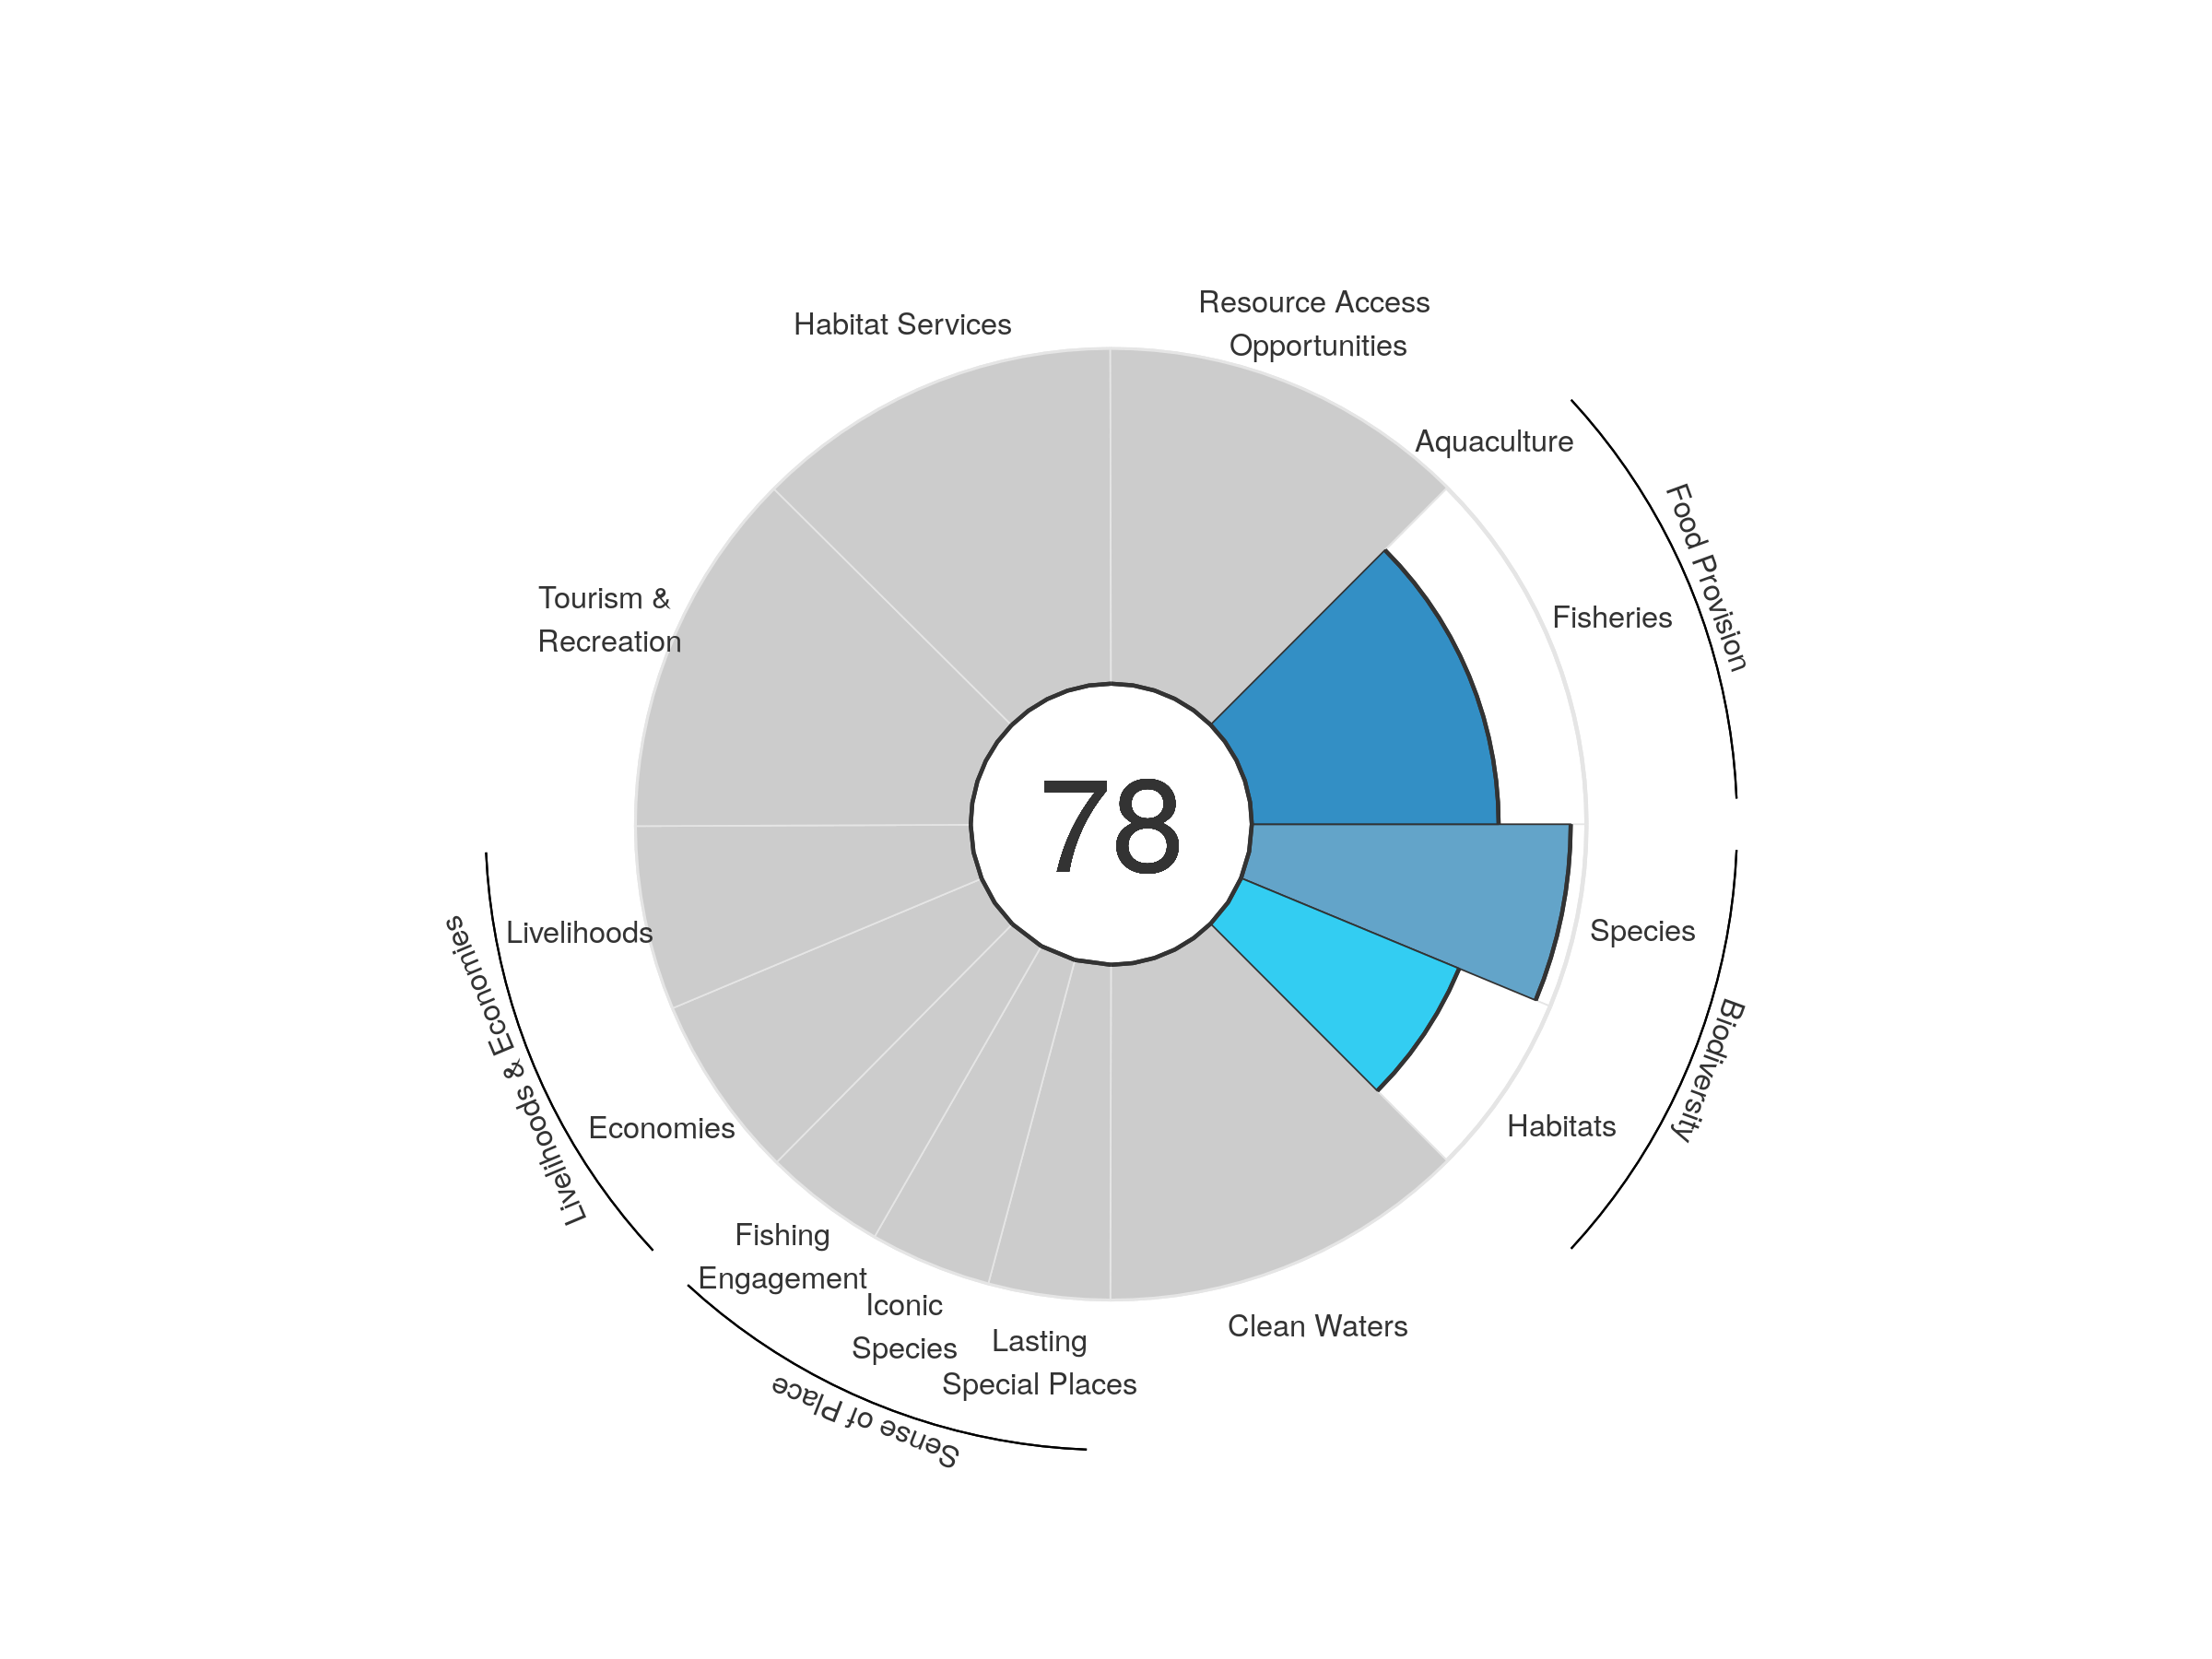 Resource Access
Opportunities
Habitat Services
Aquaculture
Food Provision
Fisheries
Tourism &
Recreation
78
Species
Livelihoods
Livelihoods & Economies
Biodiversity
Habitats
Economies
Fishing
Engagement
Iconic
Species
Lasting
Special Places
Clean Waters
Sense of Place